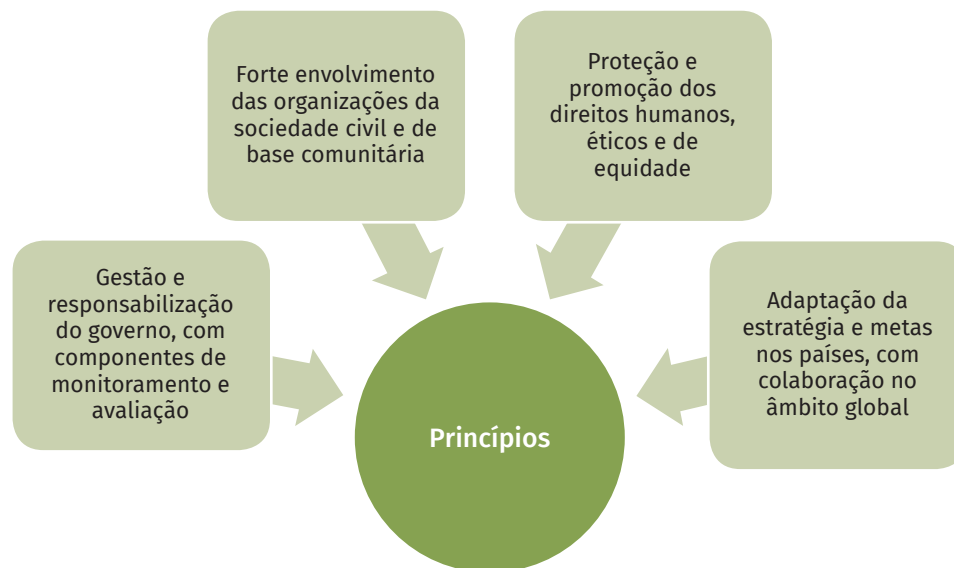 Forte envolvimento
das organizações da
sociedade civil e de
base comunitária
Proteção e
promoção dos
direitos humanos,
éticos e de
equidade
Gestão e
responsabilização
do governo, com
componentes de
monitoramento e
avaliação
Adaptação da
estratégia e metas
nos países, com
colaboração no
âmbito global
Princípios